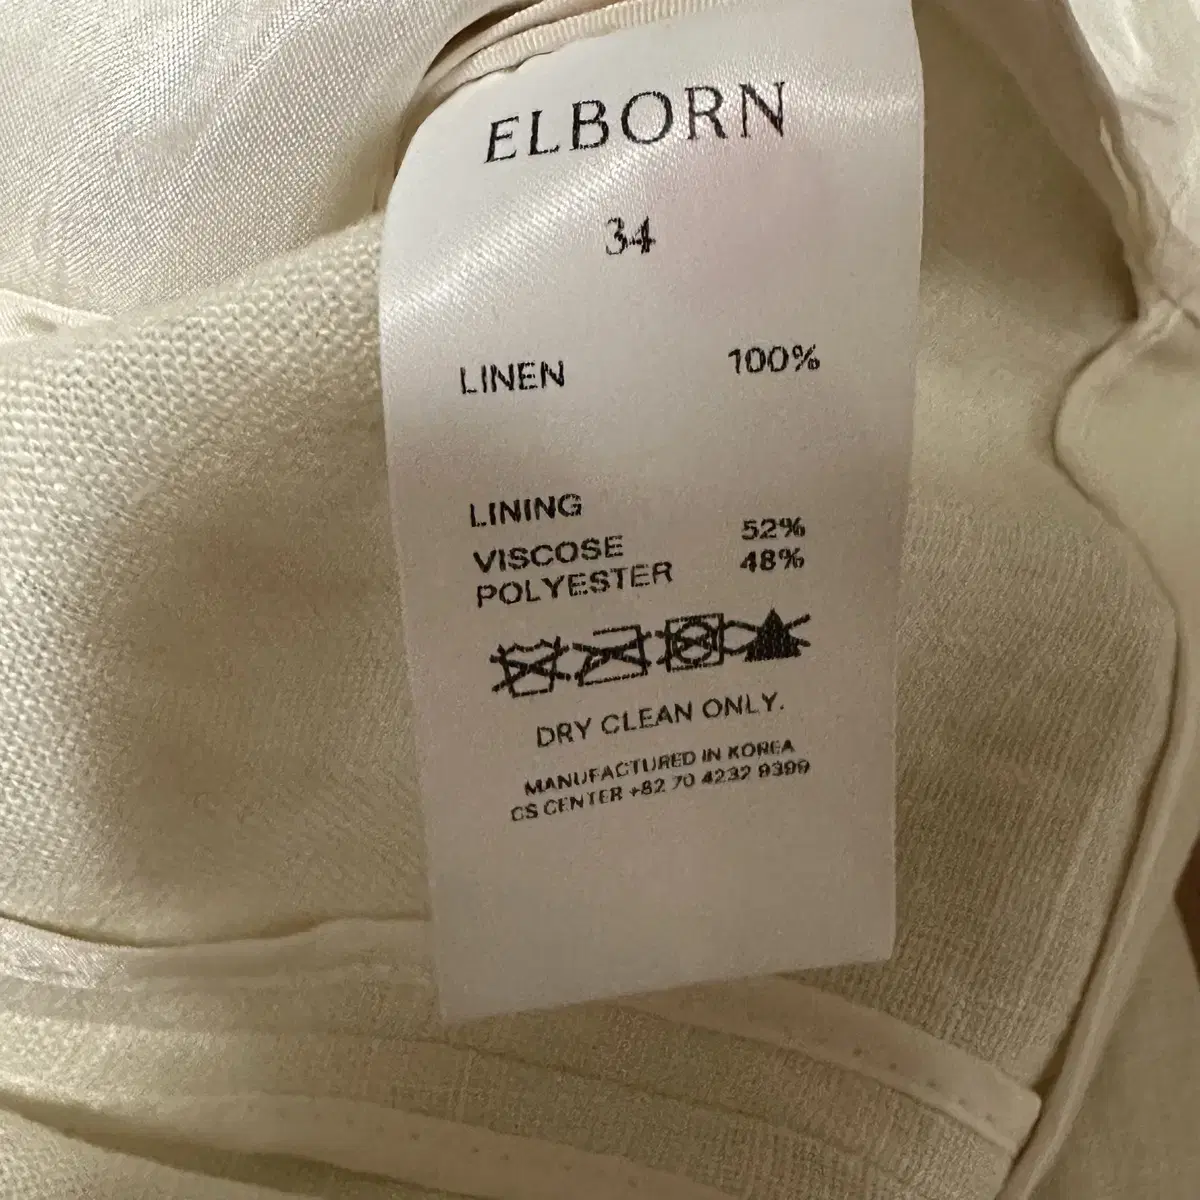 ELBORN
34
LINEN 100%
LINING
VISCOSE 52%
POLYESTER 48%
DRY CLEAN ONLY.
MANUFACTURED IN KOREA
CS CENTER +82 70 4232 9399